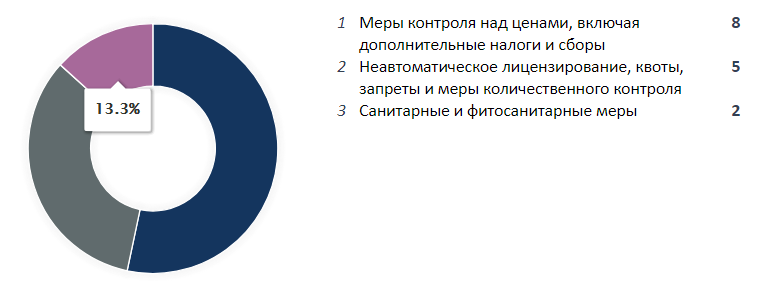 1 Меры контроля над ценами, включая 8
дополнительные налоги и сборы
2 Неавтоматическое лицензирование, квоты, 5
запреты и меры количественного контроля
13.3%
3 Санитарные и фитосанитарные меры 2